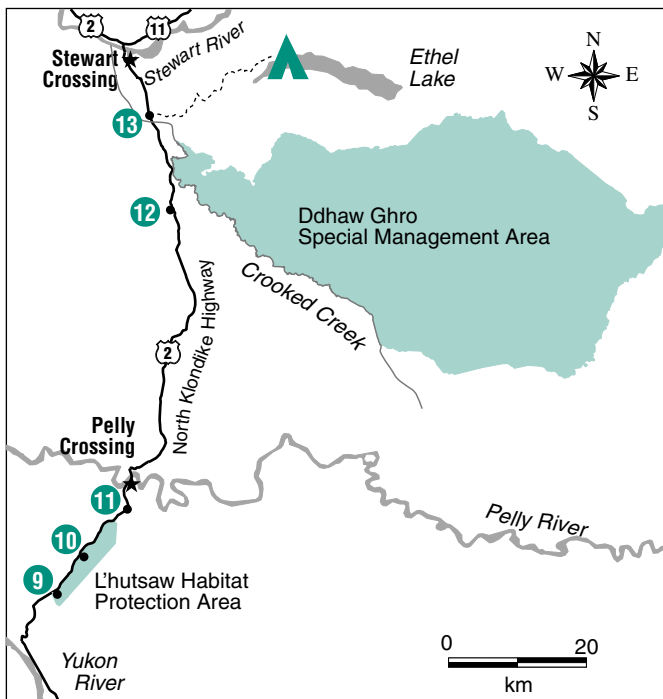 2
11
Stewart
Crossing
Stewart River
Ethel
Lake
N
W
E
S
13
12
Ddhaw Ghro
Special Management Area
Crooked Creek
2
North Klondike Highway
Pelly
Crossing
11
Pelly River
10
9
L'hutsaw Habitat
Protection Area
Yukon
River
0
20
km